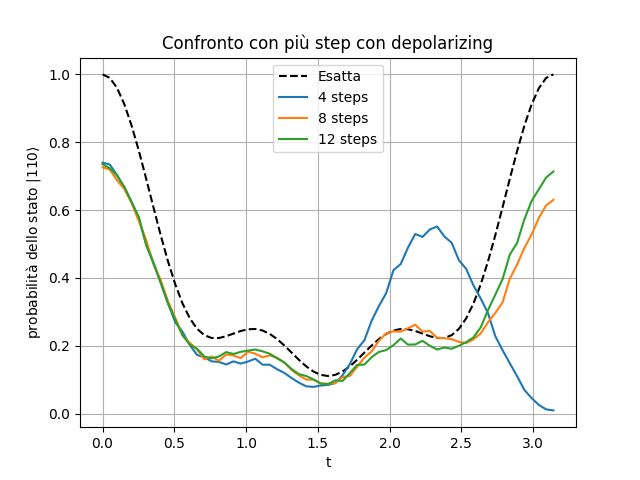 Confronto con più step con depolarizing
Esatta
4 steps
8 steps
12 steps
probabilità dello stato |110⟩
1.0
0.8
0.6
0.4
0.2
0.0
0.0 0.5 1.0 1.5 2.0 2.5 3.0
t